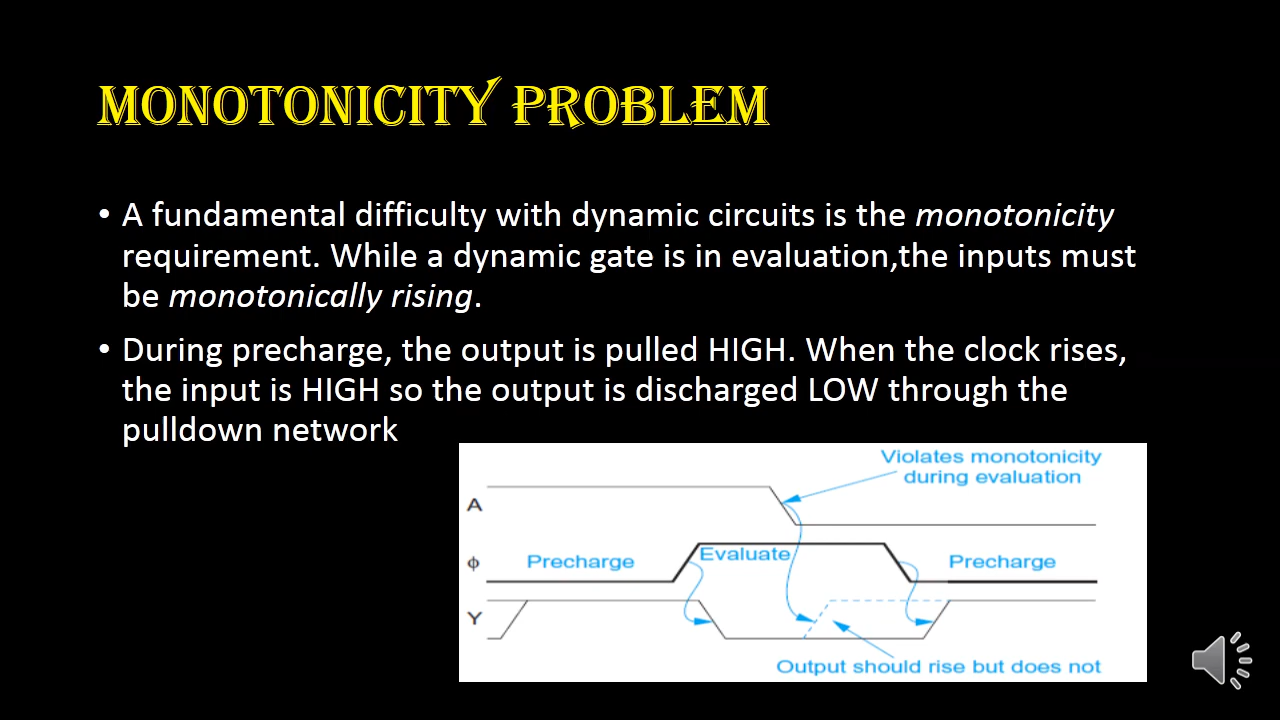 MONOTONICITY PROBLEM
• A fundamental difficulty with dynamic circuits is the monotonicity
requirement. While a dynamic gate is in evaluation,the inputs must
be monotonically rising.
• During precharge, the output is pulled HIGH. When the clock rises,
the input is HIGH so the output is discharged LOW through the
pulldown network
Violates monotonicity
during evaluation
A
ϕ Precharge Evaluate Precharge
Y
Output should rise but does not